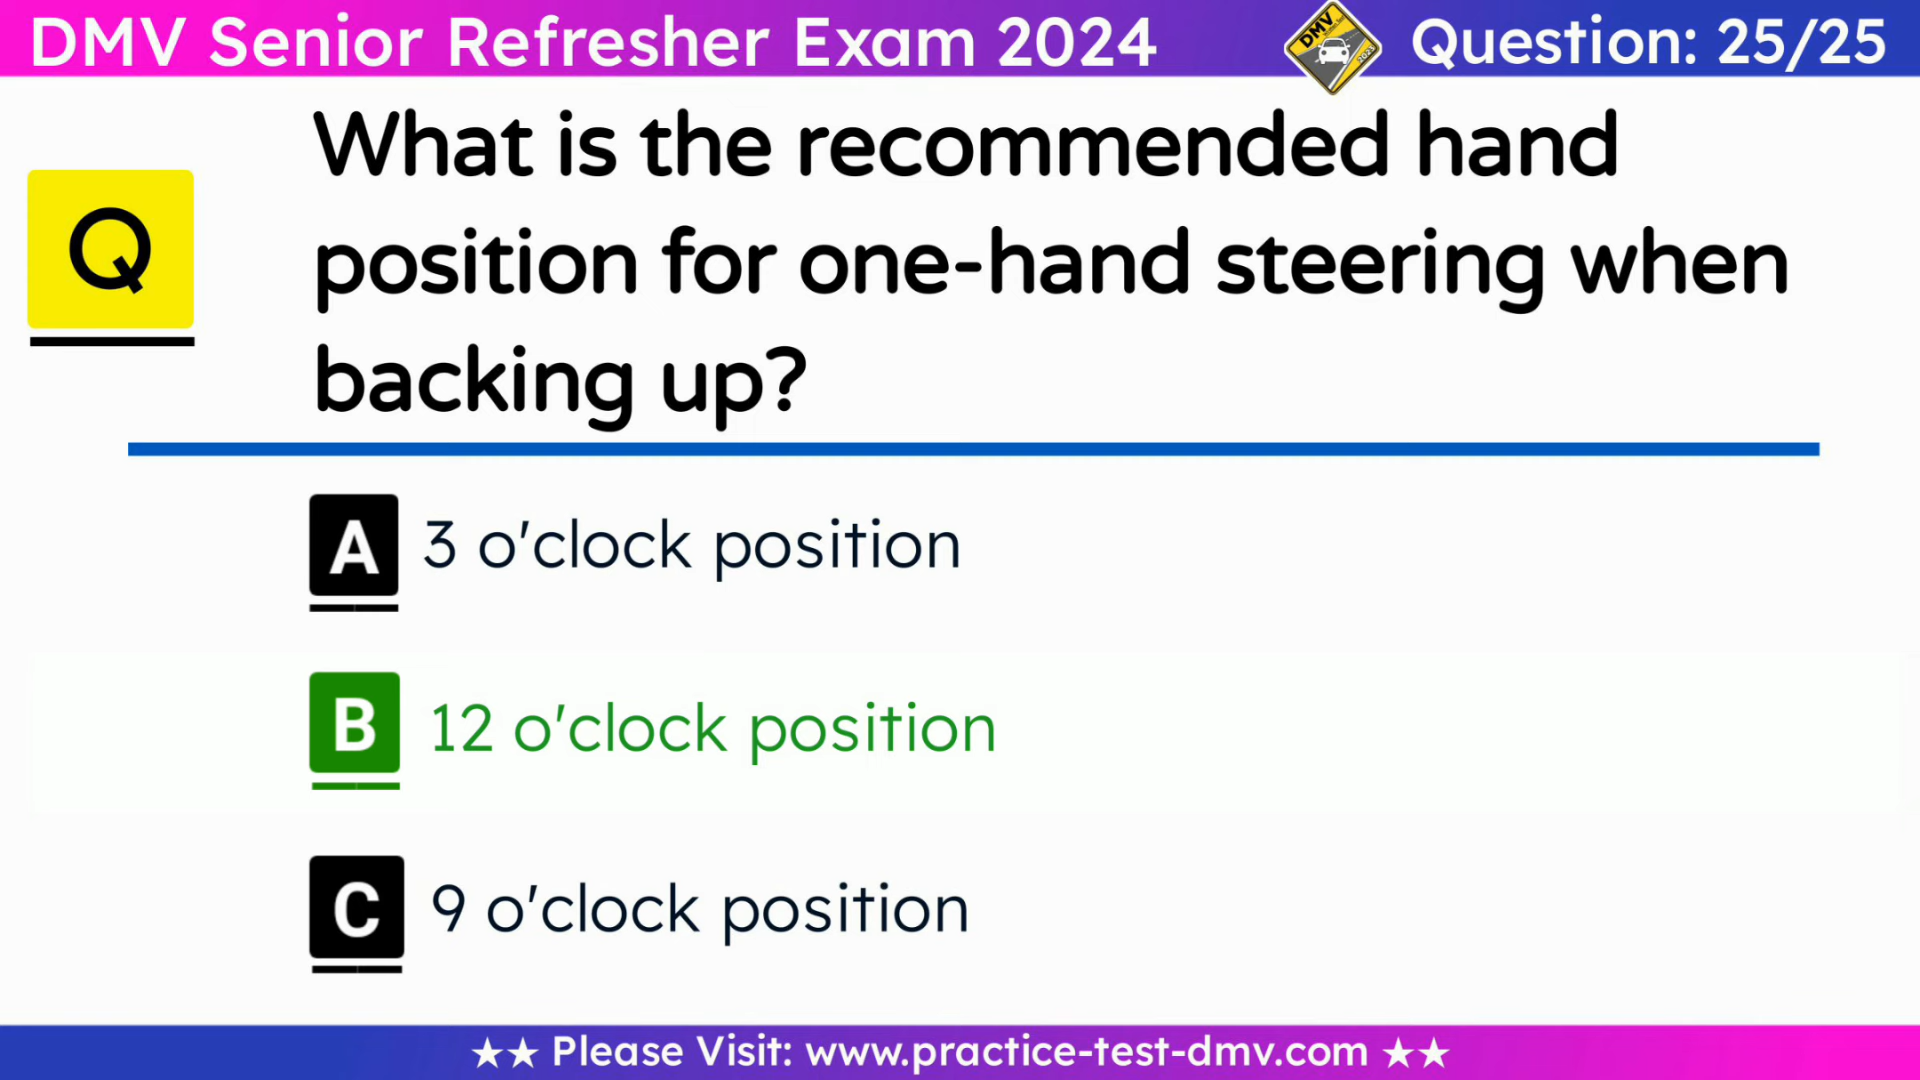 DMV Senior Refresher Exam 2024
DMV
Question: 25/25
What is the recommended hand
Q
position for one-hand steering when
backing up?
A 3 o'clock position
B 12 o'clock position
C 9 o'clock position
★★ Please Visit: www.practice-test-dmv.com ★★